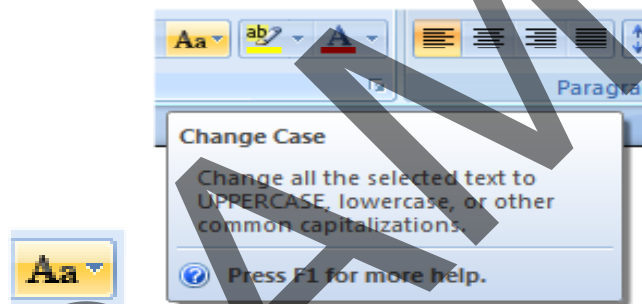 Aa ab A
Paragra
Change Case
Change all the selected text to
UPPERCASE, lowercase, or other
common capitalizations.
Press F1 for more help.
Aa